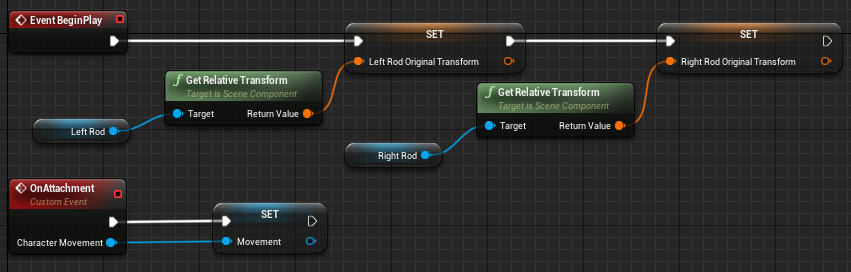 Event BeginPlay
SET
Left Rod Original Transform
SET
Right Rod Original Transform
f Get Relative Transform
Target is Scene Component
Target
Return Value
f Get Relative Transform
Target is Scene Component
Target
Return Value
Left Rod
Right Rod
OnAttachment
Custom Event
Character Movement
SET
Movement